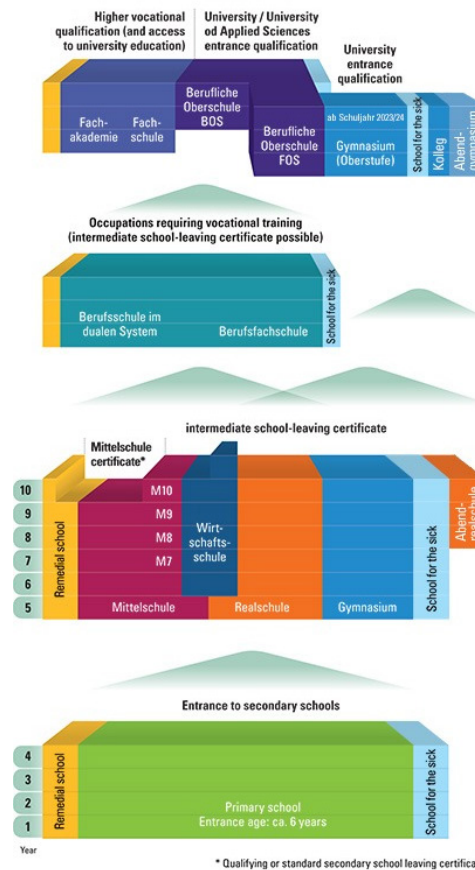 Higher vocational
qualification (and access
to university education)
University / University
od Applied Sciences
entrance qualification
University
entrance
qualification
Fach-
akademie
Fach-
schule
Berufliche
Oberschule
BOS
Berufliche
Oberschule
FOS
ab Schuljahr 2023/24
Gymnasium
(Oberstufe)
School for the sick
Kolleg
Abend-
gymnasium
Occupations requiring vocational training
(intermediate school-leaving certificate possible)
Berufsschule im
dualen System
Berufsfachschule
School for the sick
intermediate school-leaving certificate
Mittelschule
certificate*
10
9
8
7
6
5
Remedial school
M10
M9
M8
M7
Mittelschule
Wirt-
schafts-
schule
Realschule
Gymnasium
School for the sick
Abend-
realschule
Entrance to secondary schools
4
3
2
1
Year
Remedial school
Primary school
Entrance age: ca. 6 years
School for the sick
* Qualifying or standard secondary school leaving certifica